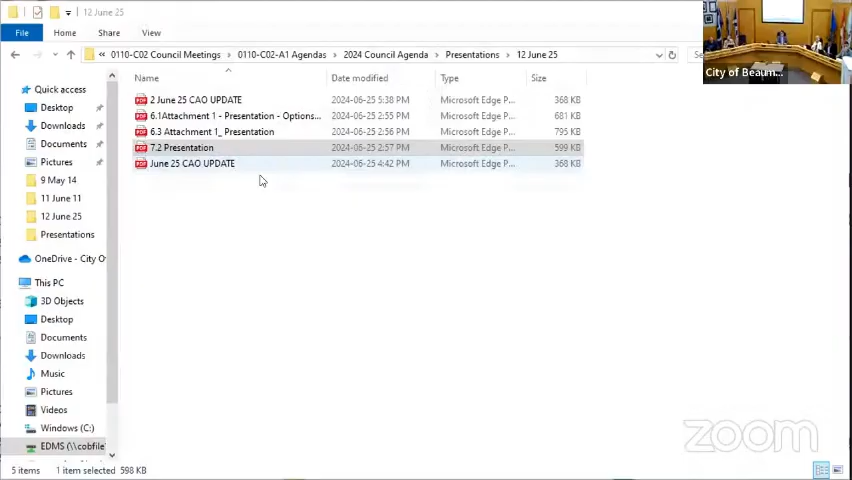 12 June 25
File Home Share View
« 0110-C02 Council Meetings › 0110-C02-A1 Agendas › 2024 Council Agenda › Presentations › 12 June 25
City of Beaum...
Name Date modified Type Size
Quick access
Desktop
Downloads
Documents
Pictures
9 May 14
11 June 11
12 June 25
Presentations
OneDrive - City O
This PC
3D Objects
Desktop
Documents
Downloads
Music
Pictures
Videos
Windows (C:)
EDMS (\\cobfile
2 June 25 CAO UPDATE 2024-06-25 5:38 PM Microsoft Edge P... 368 KB
6.1Attachment 1 - Presentation - Options... 2024-06-25 2:55 PM Microsoft Edge P... 681 KB
6.3 Attachment 1_ Presentation 2024-06-25 2:56 PM Microsoft Edge P... 795 KB
7.2 Presentation 2024-06-25 2:57 PM Microsoft Edge P... 599 KB
June 25 CAO UPDATE 2024-06-25 4:42 PM Microsoft Edge P... 368 KB
zoom
5 items 1 item selected 598 KB